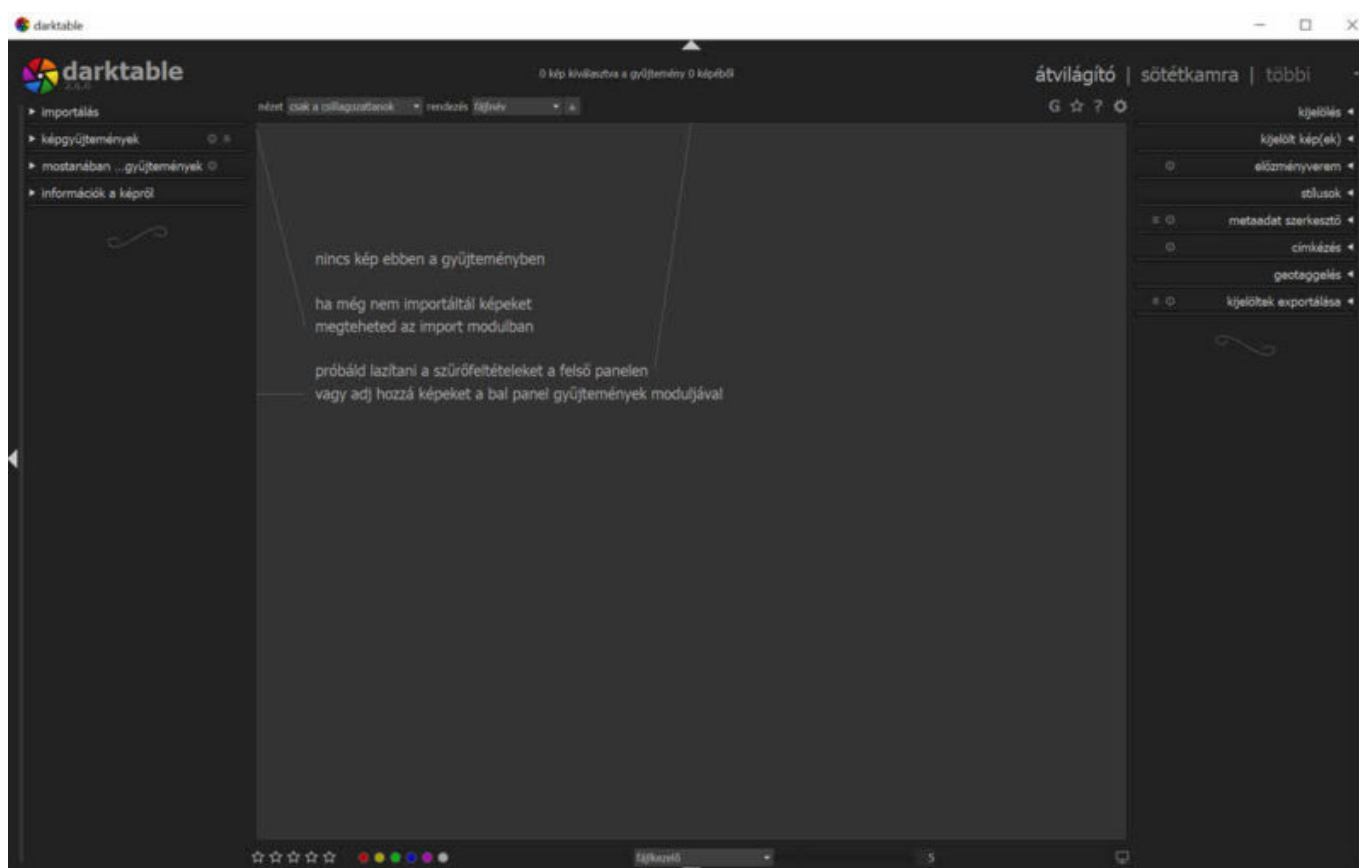 darktable
darktable
0 kép kiválasztva a gyűjtemény 0 képéből
átvilágító | sötétkamra | többi
nézet csak a csillagozatlanok rendezés fájlnév
G ☆ ?
importálás
képgyűjtemények
mostanában ...gyűjtemények
információk a képről
nincs kép ebben a gyűjteményben
ha még nem importáltál képeket
megteheted az import modulban
próbáld lazítani a szűrőfeltételeket a felső panelen
vagy adj hozzá képeket a bal panel gyűjtemények moduljával
kijelölés
kijelölt kép(ek)
előzményverem
stílusok
metaadat szerkesztő
címkézés
geotaggelés
kijelöltek exportálása
fájlkezelő
5